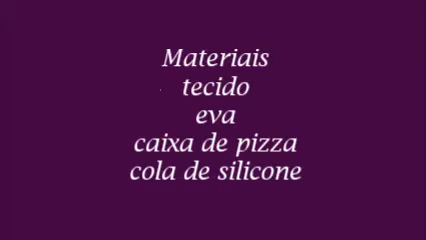 Materiais
tecido
eva
caixa de pizza
cola de silicone